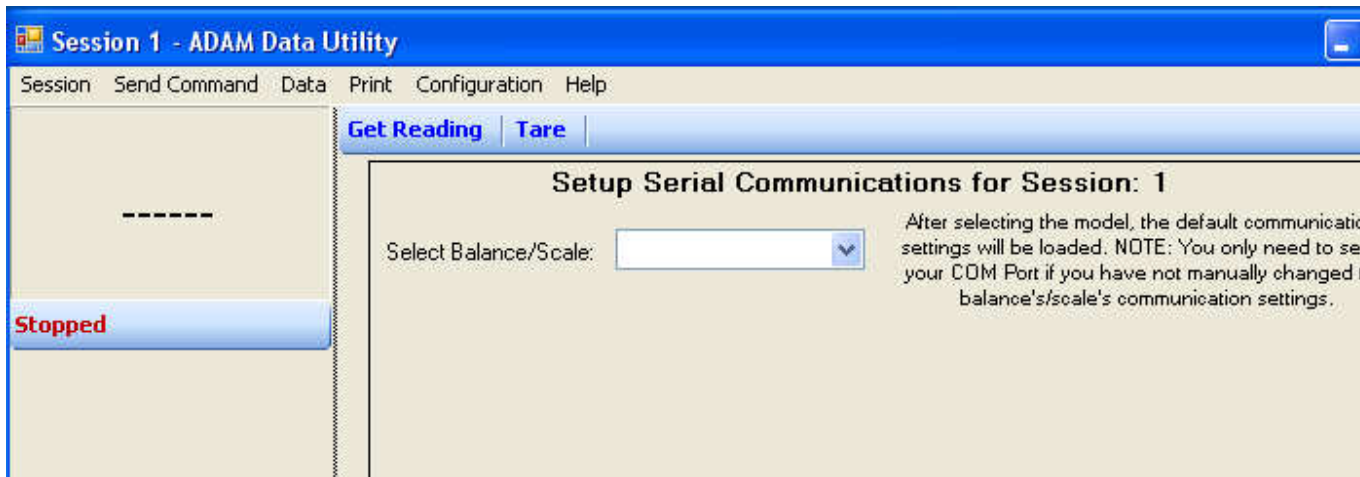 Session 1 - ADAM Data Utility
Session Send Command Data Print Configuration Help
Get Reading Tare
------
Stopped
Setup Serial Communications for Session: 1
Select Balance/Scale:
After selecting the model, the default
settings will be loaded. NOTE: You only need to
your COM Port if you have not manually changed
balance's/scale's communication settings.